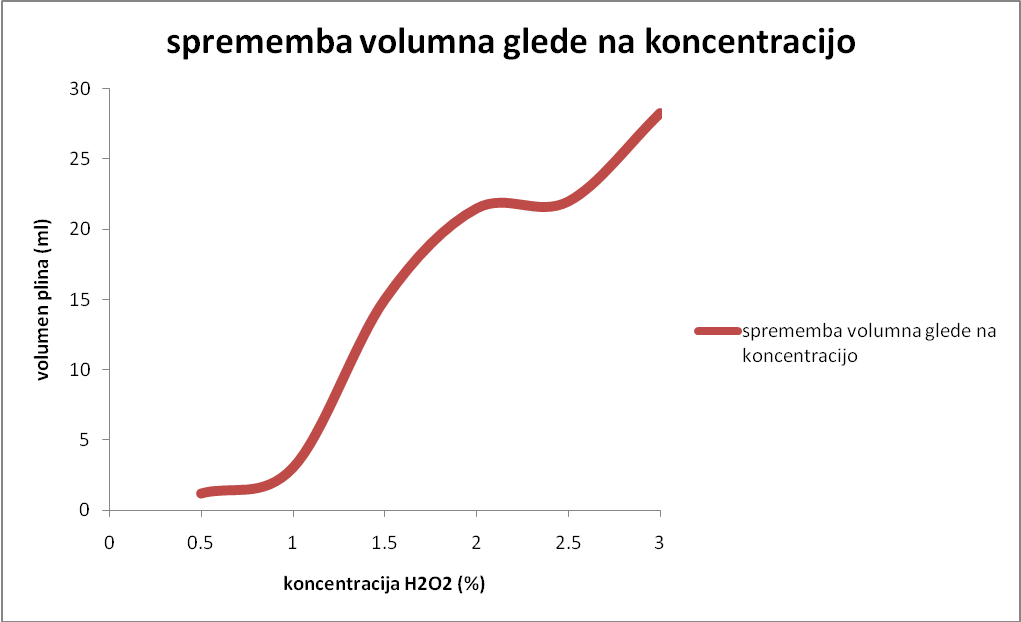 sprememba volumna glede na koncentracijo
30
25
20
15
10
5
0
volumen plina (ml)
0 0.5 1 1.5 2 2.5 3
koncentracija H2O2 (%)
sprememba volumna glede na
koncentracijo